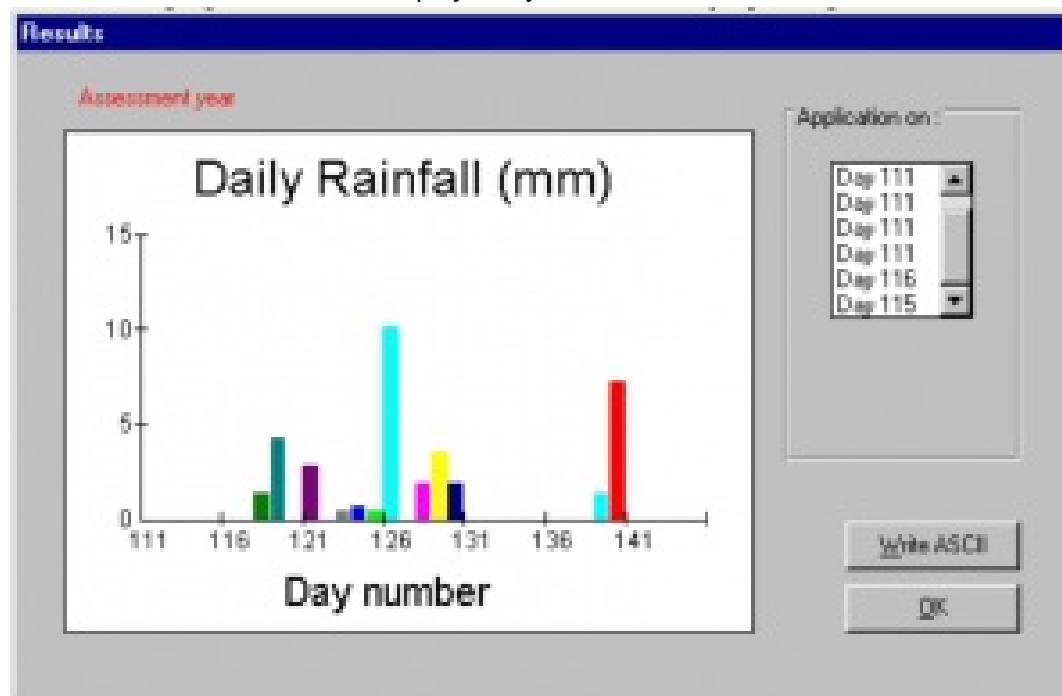 Results
Assessment year
Daily Rainfall (mm)
15
10
5
0
111 116 121 126 131 136 141
Day number
Application on :
Day 111
Day 111
Day 111
Day 111
Day 116
Day 115
Write ASCII
OK